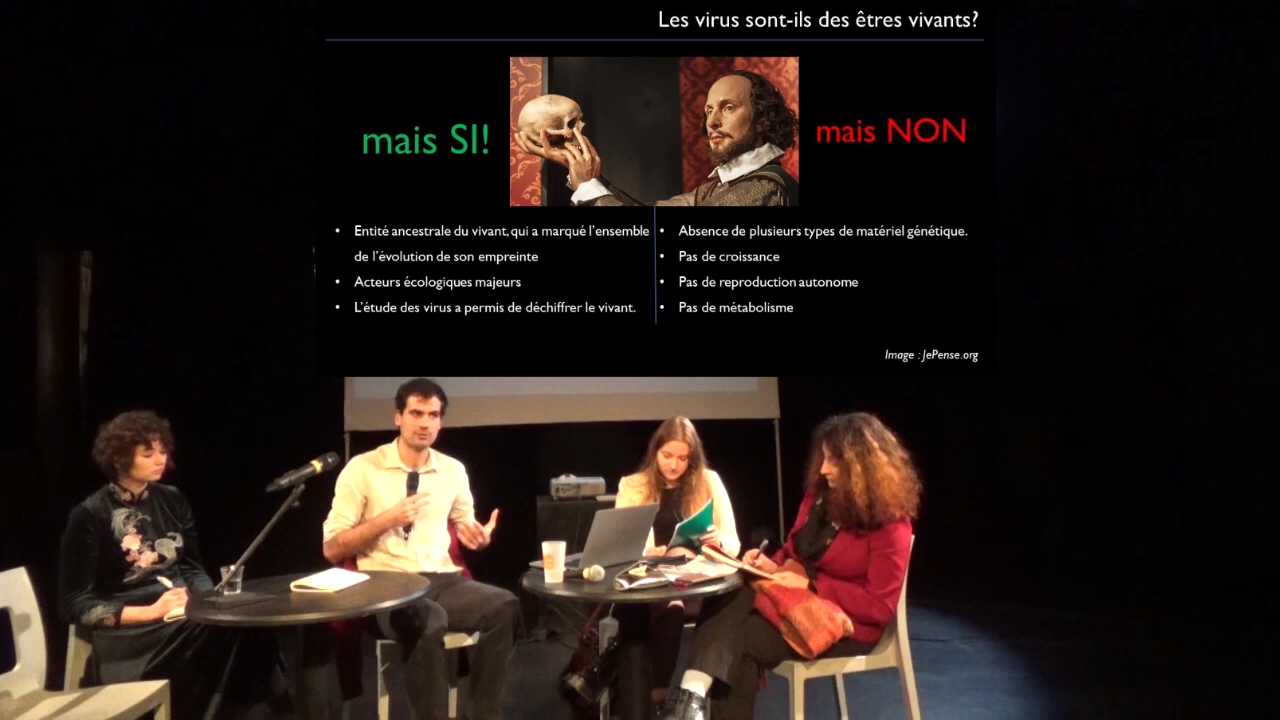 Les virus sont-ils des êtres vivants?
mais SI!
mais NON
• Entité ancestrale du vivant, qui a marqué l'ensemble
de l'évolution de son empreinte
• Acteurs écologiques majeurs
• L'étude des virus a permis de déchiffrer le vivant.
• Absence de plusieurs types de matériel génétique.
• Pas de croissance
• Pas de reproduction autonome
• Pas de métabolisme
Image : JePense.org